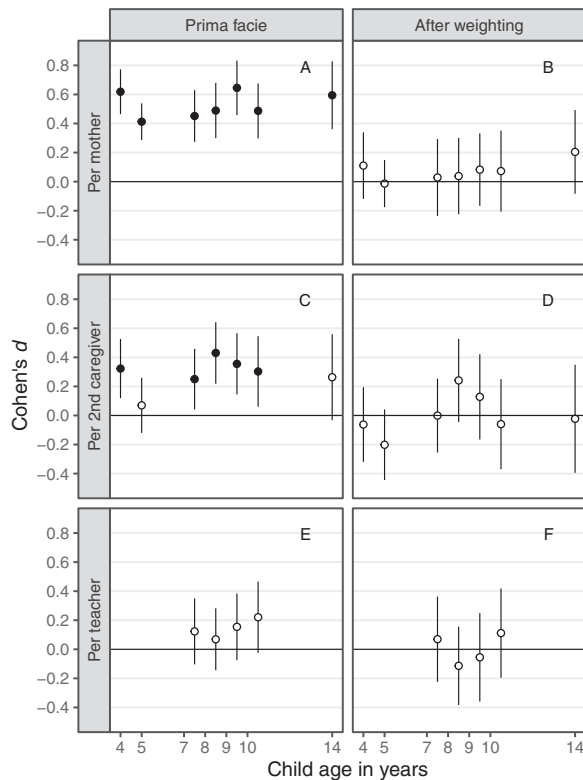 Prima facie
After weighting
Per mother
A
B
0.8
0.6
0.4
0.2
0.0
−0.2
−0.4
Per 2nd caregiver
C
D
0.8
0.6
0.4
0.2
0.0
−0.2
−0.4
Per teacher
E
F
0.8
0.6
0.4
0.2
0.0
−0.2
−0.4
Cohen's d
4 5 7 8 9 10 14
4 5 7 8 9 10 14
Child age in years